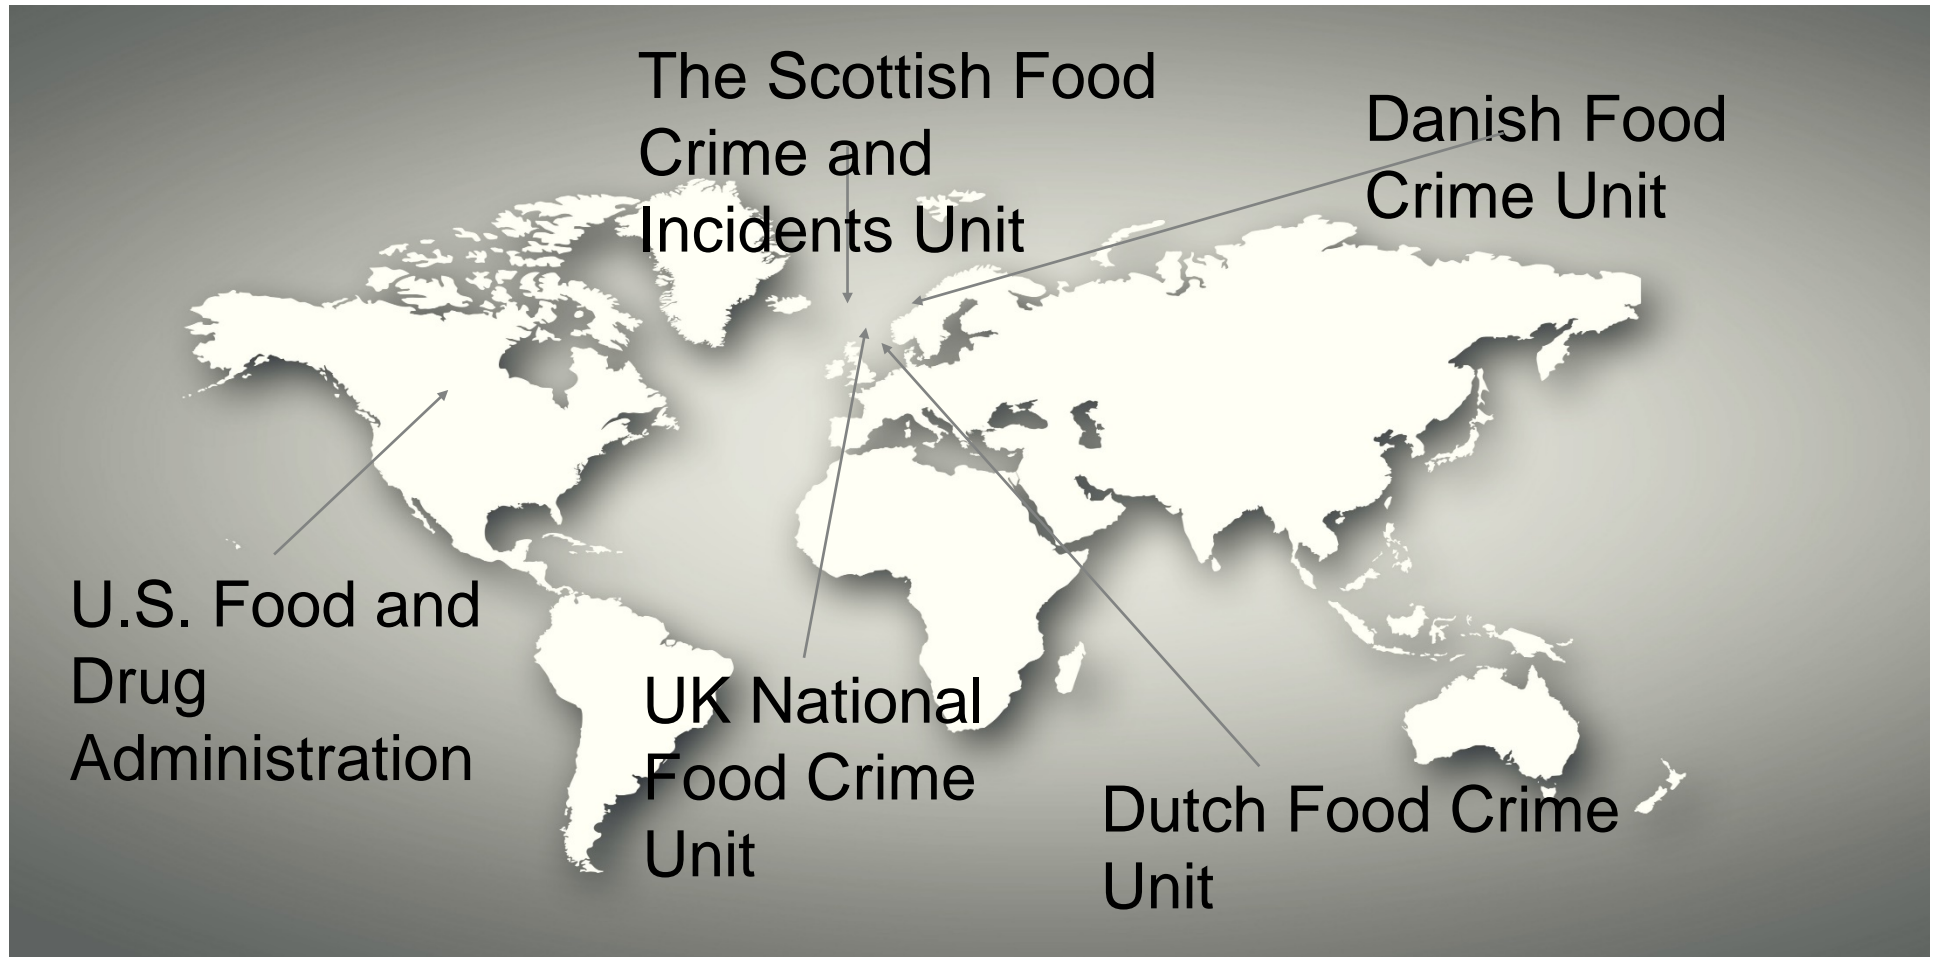 The Scottish Food
Crime and
Incidents Unit
Danish Food
Crime Unit
U.S. Food and
Drug
Administration
UK National
Food Crime
Unit
Dutch Food Crime
Unit